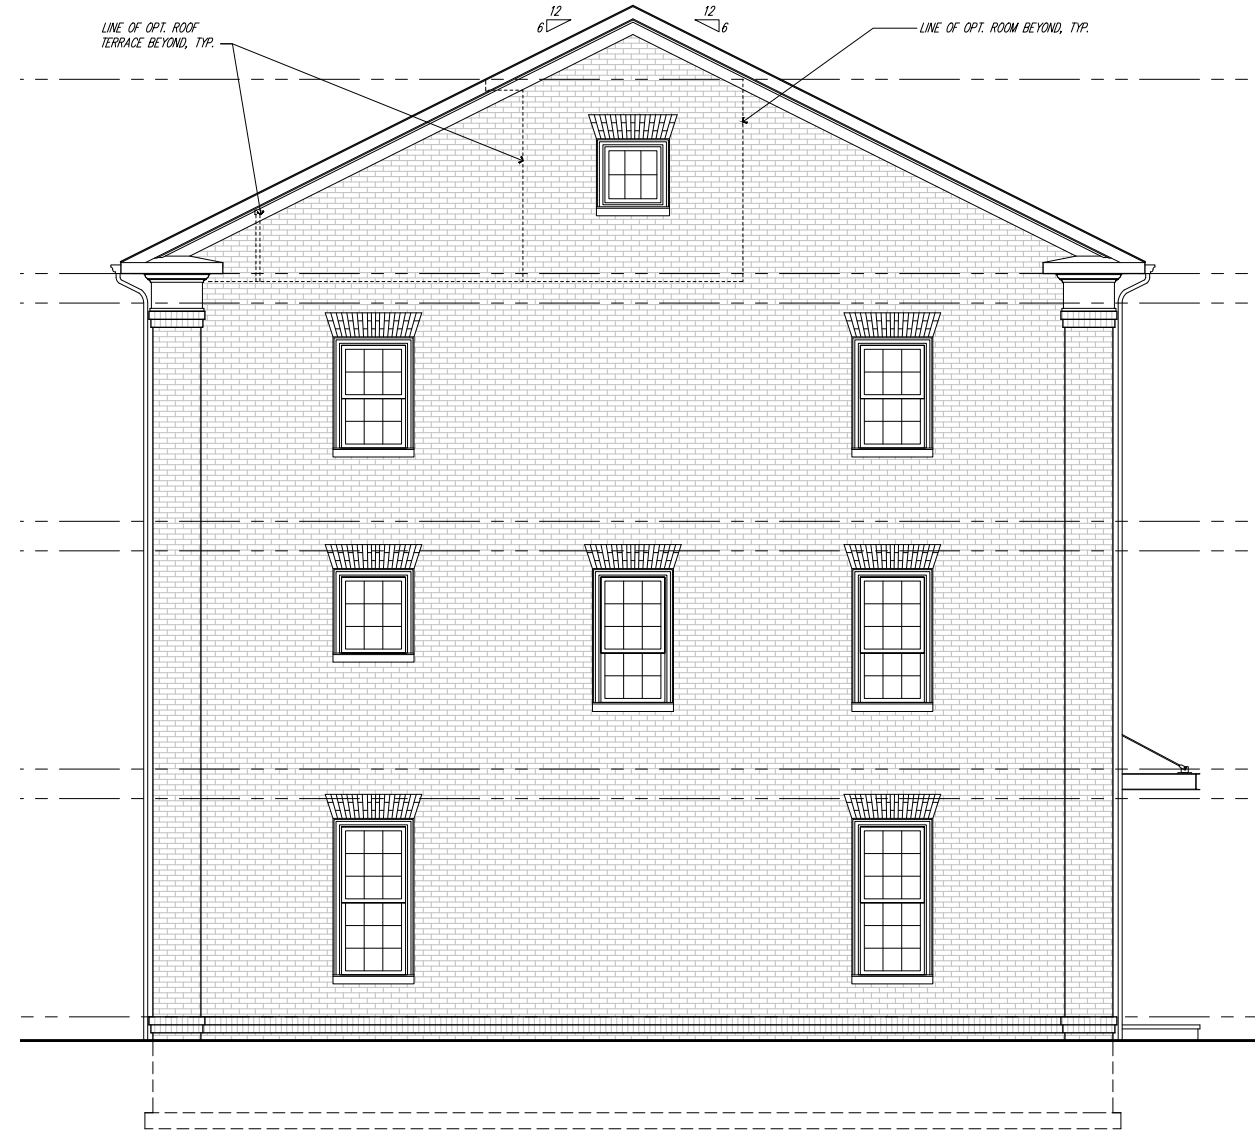 LINE OF OPT. ROOF
TERRACE BEYOND, TYP.
12
6
12
6
LINE OF OPT. ROOM BEYOND, TYP.